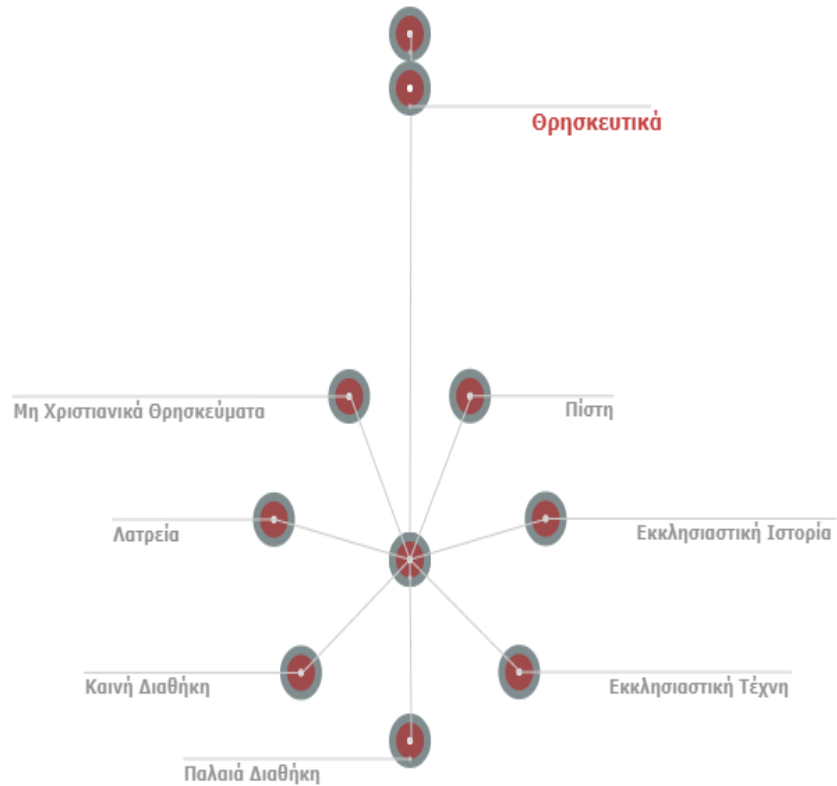 Θρησκευτικά
Μη Χριστιανικά Θρησκεύματα
Πίστη
Λατρεία
Εκκλησιαστική Ιστορία
Καινή Διαθήκη
Εκκλησιαστική Τέχνη
Παλαιά Διαθήκη